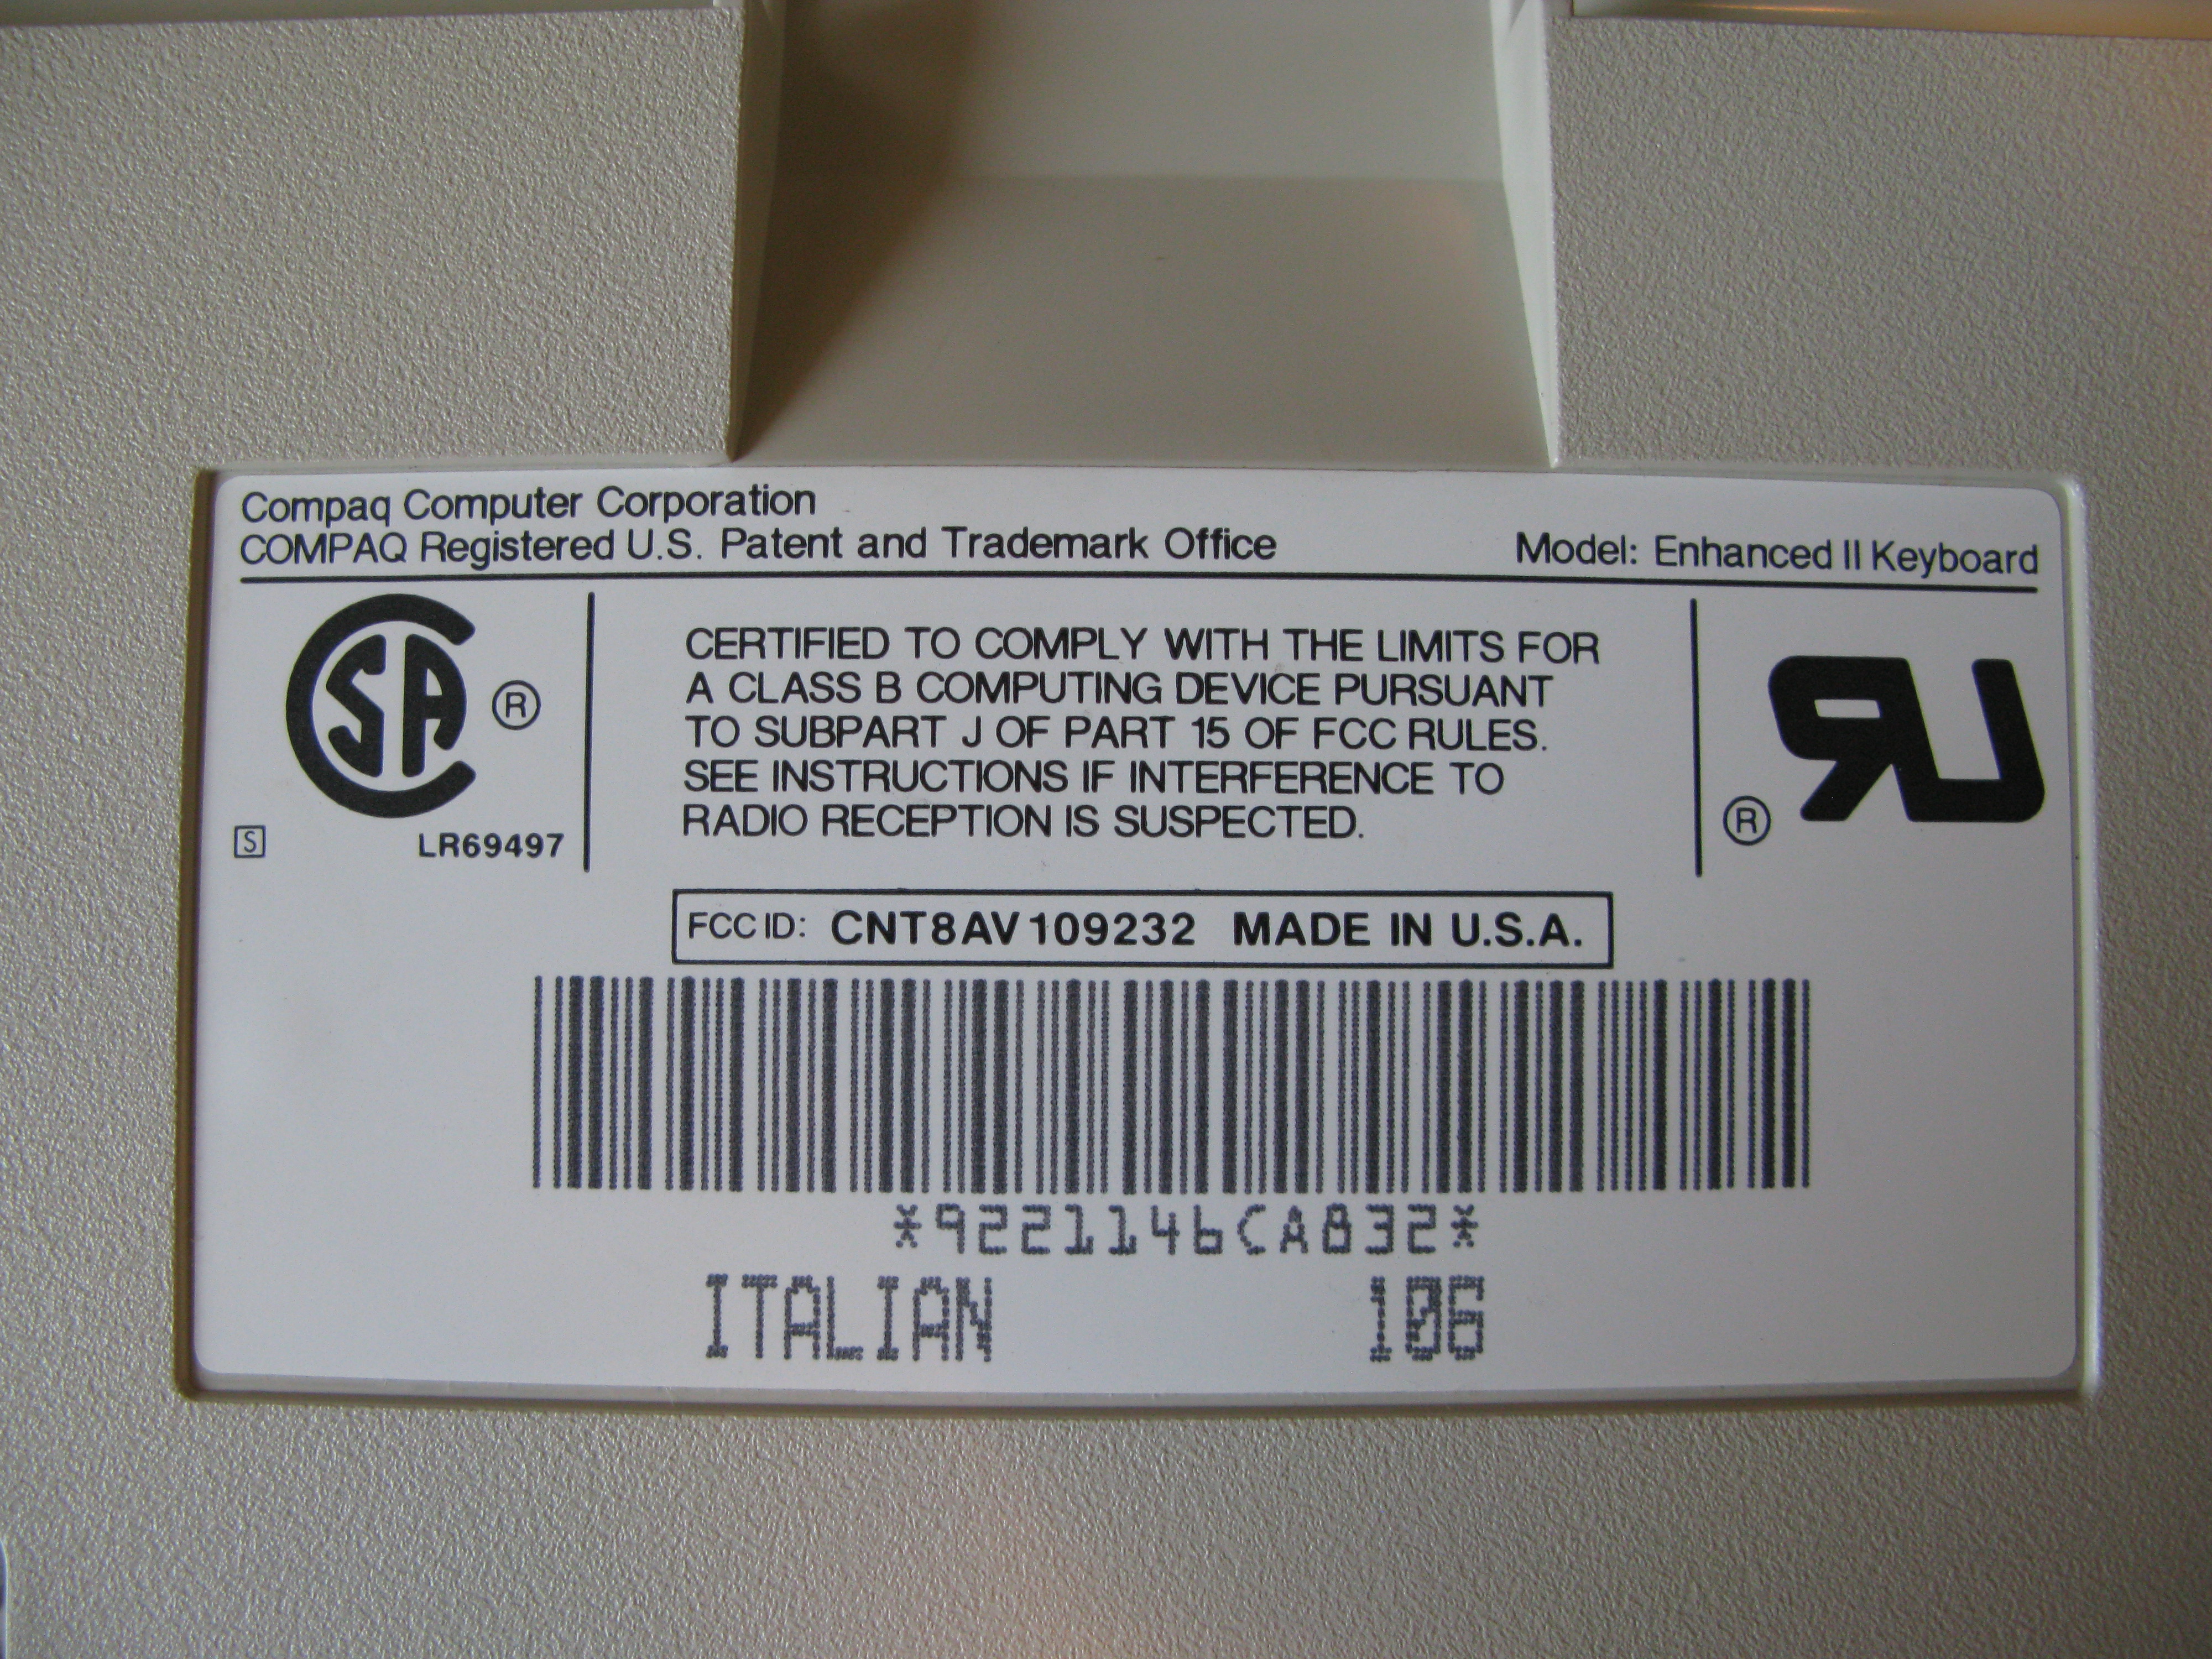 Compaq Computer Corporation
COMPAQ Registered U.S. Patent and Trademark Office
Model: Enhanced II Keyboard
CSA ®
S
LR69497
CERTIFIED TO COMPLY WITH THE LIMITS FOR
A CLASS B COMPUTING DEVICE PURSUANT
TO SUBPART J OF PART 15 OF FCC RULES.
SEE INSTRUCTIONS IF INTERFERENCE TO
RADIO RECEPTION IS SUSPECTED.
RU ®
FCC ID: CNT8AV109232 MADE IN U.S.A.
*9221146CA832*
ITALIAN 106